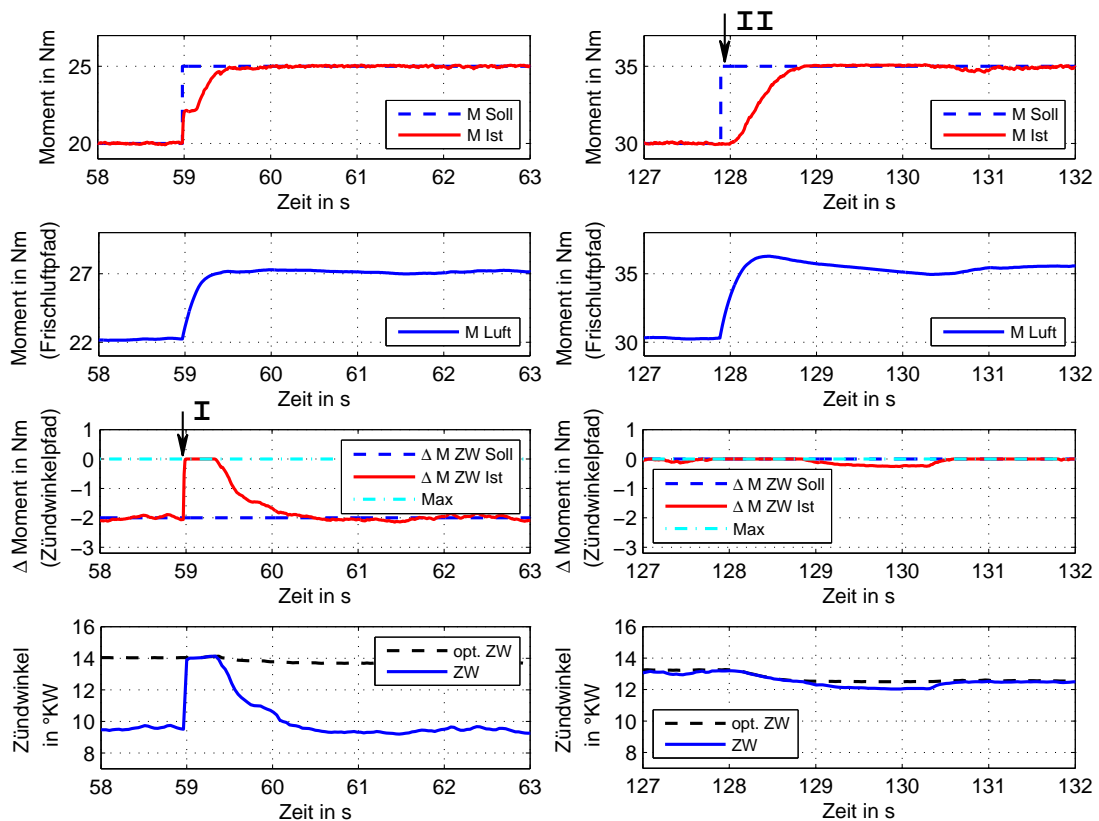 II
Moment in Nm
25
20
M Soll
M Ist
58 59 60 61 62 63
Zeit in s
Moment in Nm
35
30
M Soll
M Ist
127 128 129 130 131 132
Zeit in s
Moment in Nm
(Frischluftpfad)
27
22
M Luft
58 59 60 61 62 63
Zeit in s
Moment in Nm
(Frischluftpfad)
35
30
M Luft
127 128 129 130 131 132
Zeit in s
I
Δ Moment in Nm
(Zündwinkelpfad)
1
0
−1
−2
−3
Δ M ZW Soll
Δ M ZW Ist
Max
58 59 60 61 62 63
Zeit in s
Δ Moment in Nm
(Zündwinkelpfad)
1
0
−1
−2
−3
Δ M ZW Soll
Δ M ZW Ist
Max
127 128 129 130 131 132
Zeit in s
Zündwinkel
in °KW
16
14
12
10
8
opt. ZW
ZW
58 59 60 61 62 63
Zeit in s
Zündwinkel
in °KW
16
14
12
10
8
opt. ZW
ZW
127 128 129 130 131 132
Zeit in s